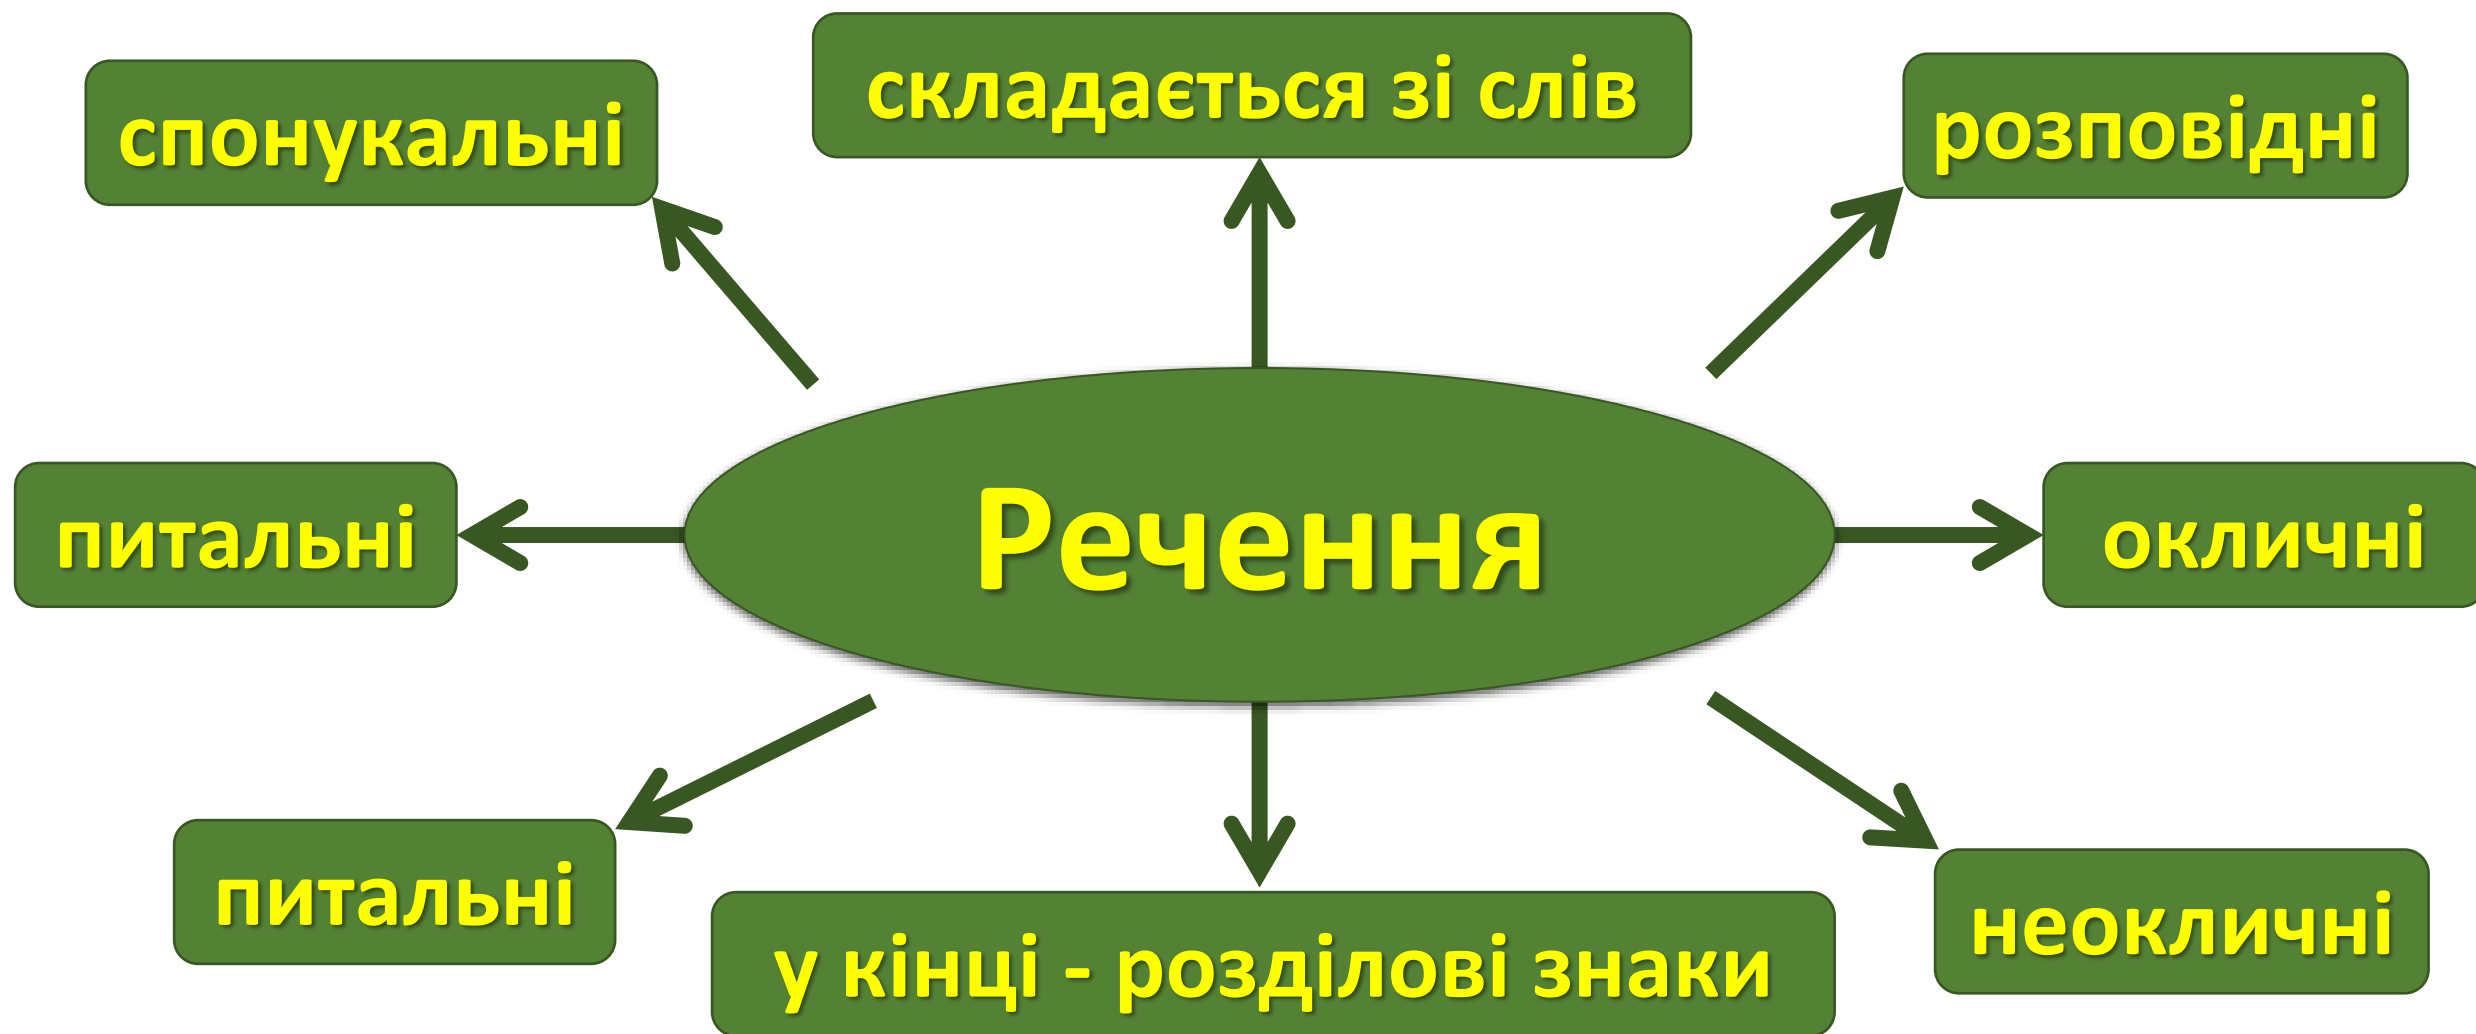 складається зі слів
спонукальні
розповідні
питальні
Речення
окличні
питальні
неокличні
у кінці - розділові знаки